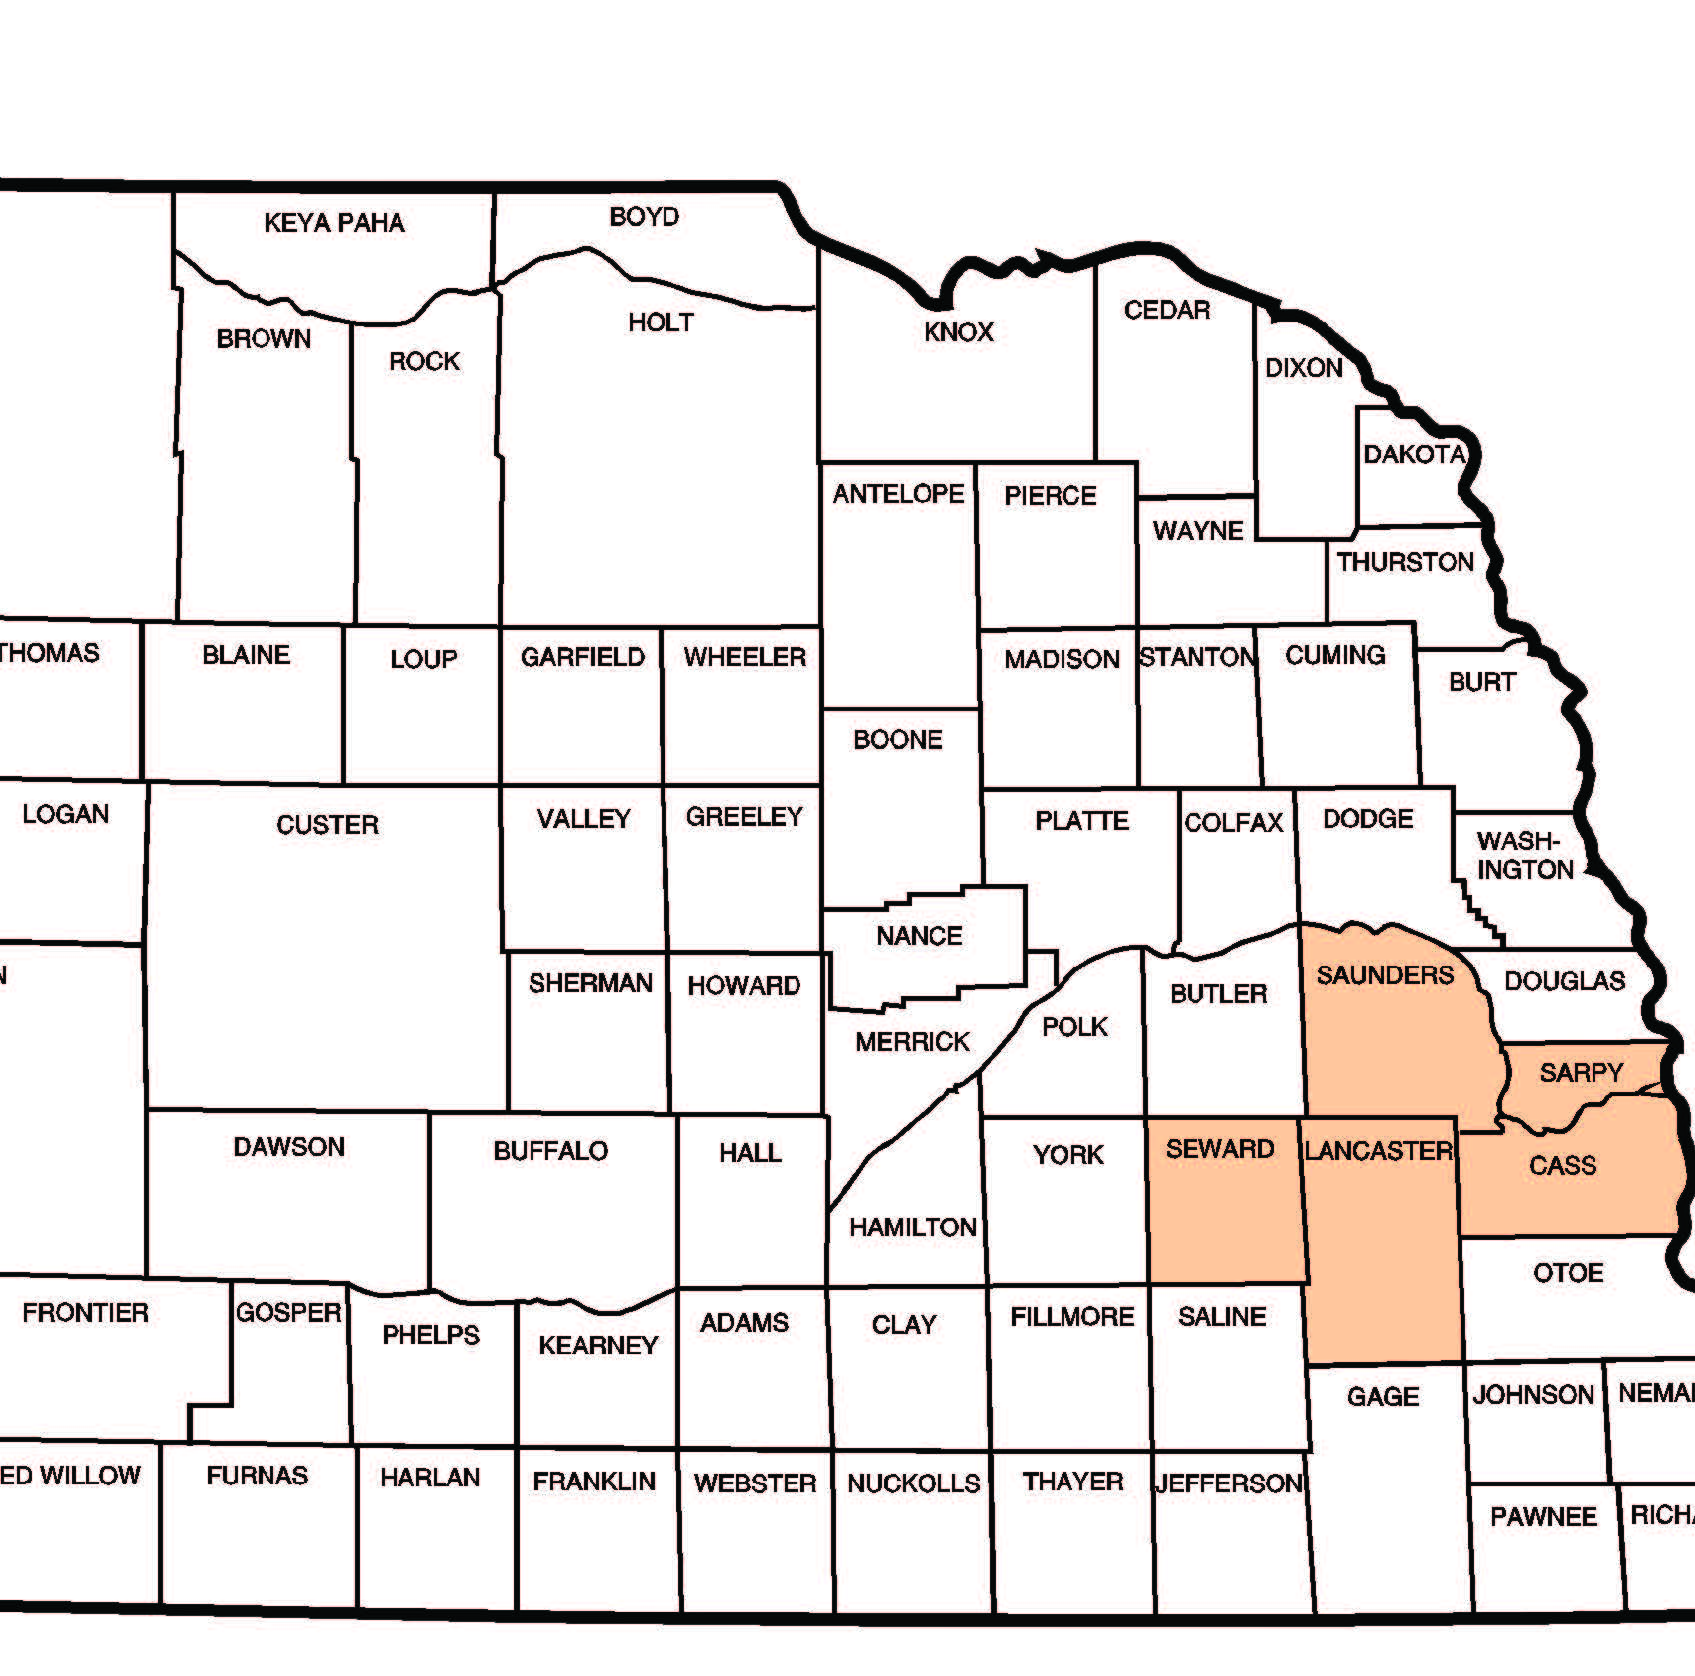 KEYA PAHA
BOYD
BROWN
ROCK
HOLT
KNOX
CEDAR
DIXON
DAKOTA
ANTELOPE
PIERCE
WAYNE
THURSTON
THOMAS
BLAINE
LOUP
GARFIELD
WHEELER
MADISON
STANTON
CUMING
BURT
BOONE
LOGAN
CUSTER
VALLEY
GREELEY
PLATTE
COLFAX
DODGE
WASH-
INGTON
NANCE
N
SHERMAN
HOWARD
MERRICK
POLK
BUTLER
SAUNDERS
DOUGLAS
SARPY
DAWSON
BUFFALO
HALL
HAMILTON
YORK
SEWARD
LANCASTER
CASS
OTOE
FRONTIER
GOSPER
PHELPS
KEARNEY
ADAMS
CLAY
FILLMORE
SALINE
GAGE
JOHNSON
NEMA
ED WILLOW
FURNAS
HARLAN
FRANKLIN
WEBSTER
NUCKOLLS
THAYER
JEFFERSON
PAWNEE
RICHA